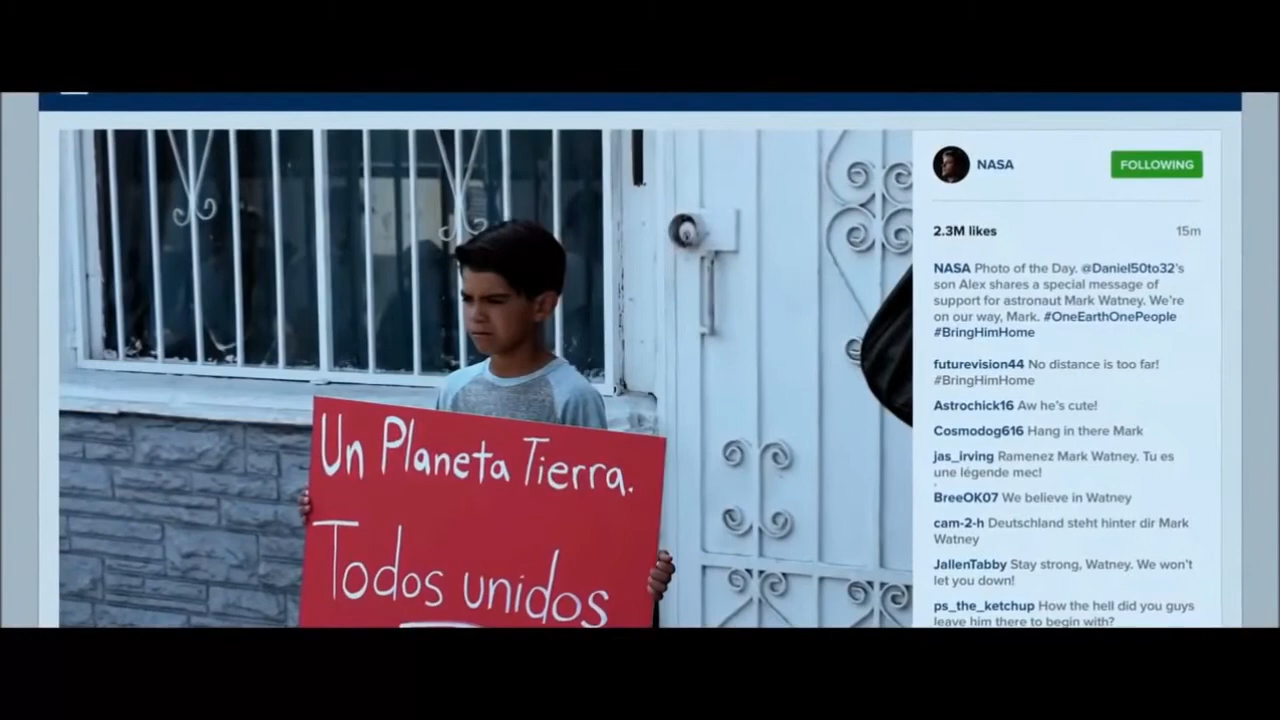 Un Planeta Tierra.
Todos unidos
NASA
FOLLOWING
2.3M likes
15m
NASA Photo of the Day. @Daniel50to32's
son Alex shares a special message of
support for astronaut Mark Watney. We're
on our way, Mark. #OneEarthOnePeople
#BringHimHome
futurevision44 No distance is too far!
#BringHimHome
Astrochick16 Aw he's cute!
Cosmodog616 Hang in there Mark
jas_irving Ramenez Mark Watney. Tu es
une légende mec!
BreeOK07 We believe in Watney
cam-2-h Deutschland steht hinter dir Mark
Watney
JallenTabby Stay strong, Watney. We won't
let you down!
ps_the_ketchup How the hell did you guys
leave him there to begin with?